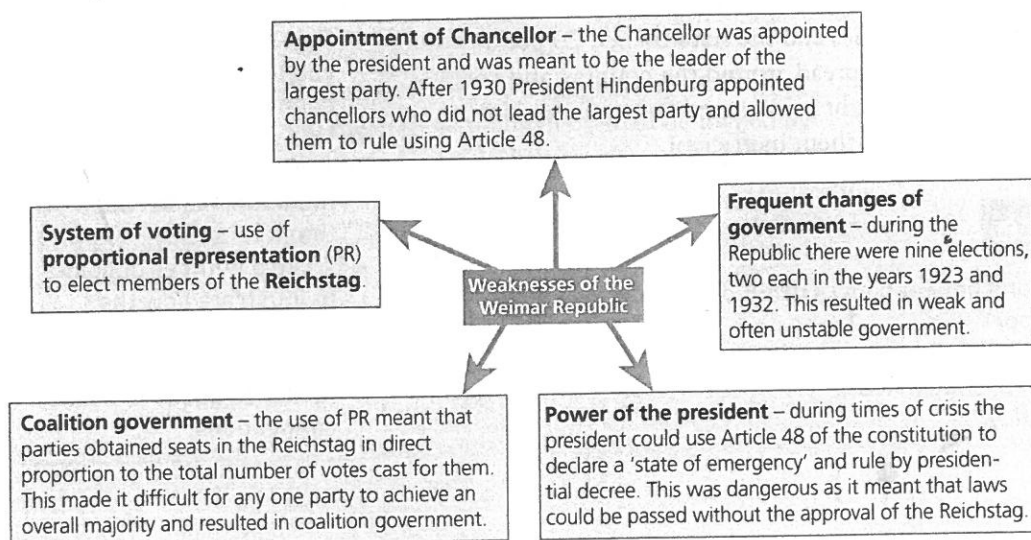 Appointment of Chancellor – the Chancellor was appointed
by the president and was meant to be the leader of the
largest party. After 1930 President Hindenburg appointed
chancellors who did not lead the largest party and allowed
them to rule using Article 48.
System of voting – use of
proportional representation (PR)
to elect members of the Reichstag.
Weaknesses of the
Weimar Republic
Frequent changes of
government – during the
Republic there were nine elections,
two each in the years 1923 and
1932. This resulted in weak and
often unstable government.
Coalition government – the use of PR meant that
parties obtained seats in the Reichstag in direct
proportion to the total number of votes cast for them.
This made it difficult for any one party to achieve an
overall majority and resulted in coalition government.
Power of the president – during times of crisis the
president could use Article 48 of the constitution to
declare a 'state of emergency' and rule by presiden-
tial decree. This was dangerous as it meant that laws
could be passed without the approval of the Reichstag.